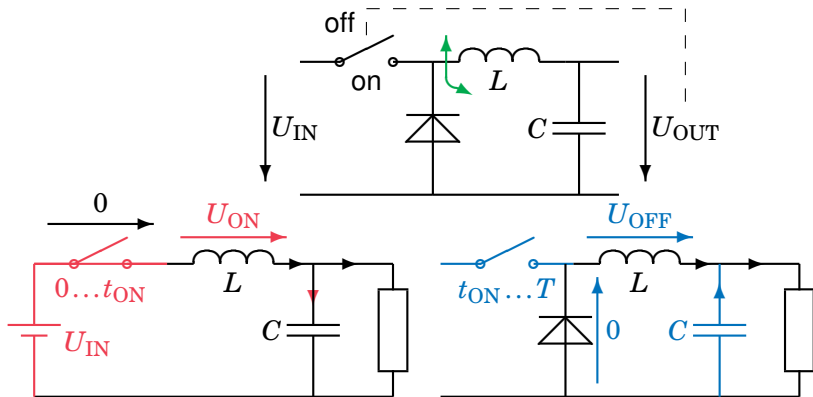 off
on
L
U_IN
C
U_OUT
0
U_ON
U_OFF
0…t_ON
L
t_ON…T
L
U_IN
C
0
C